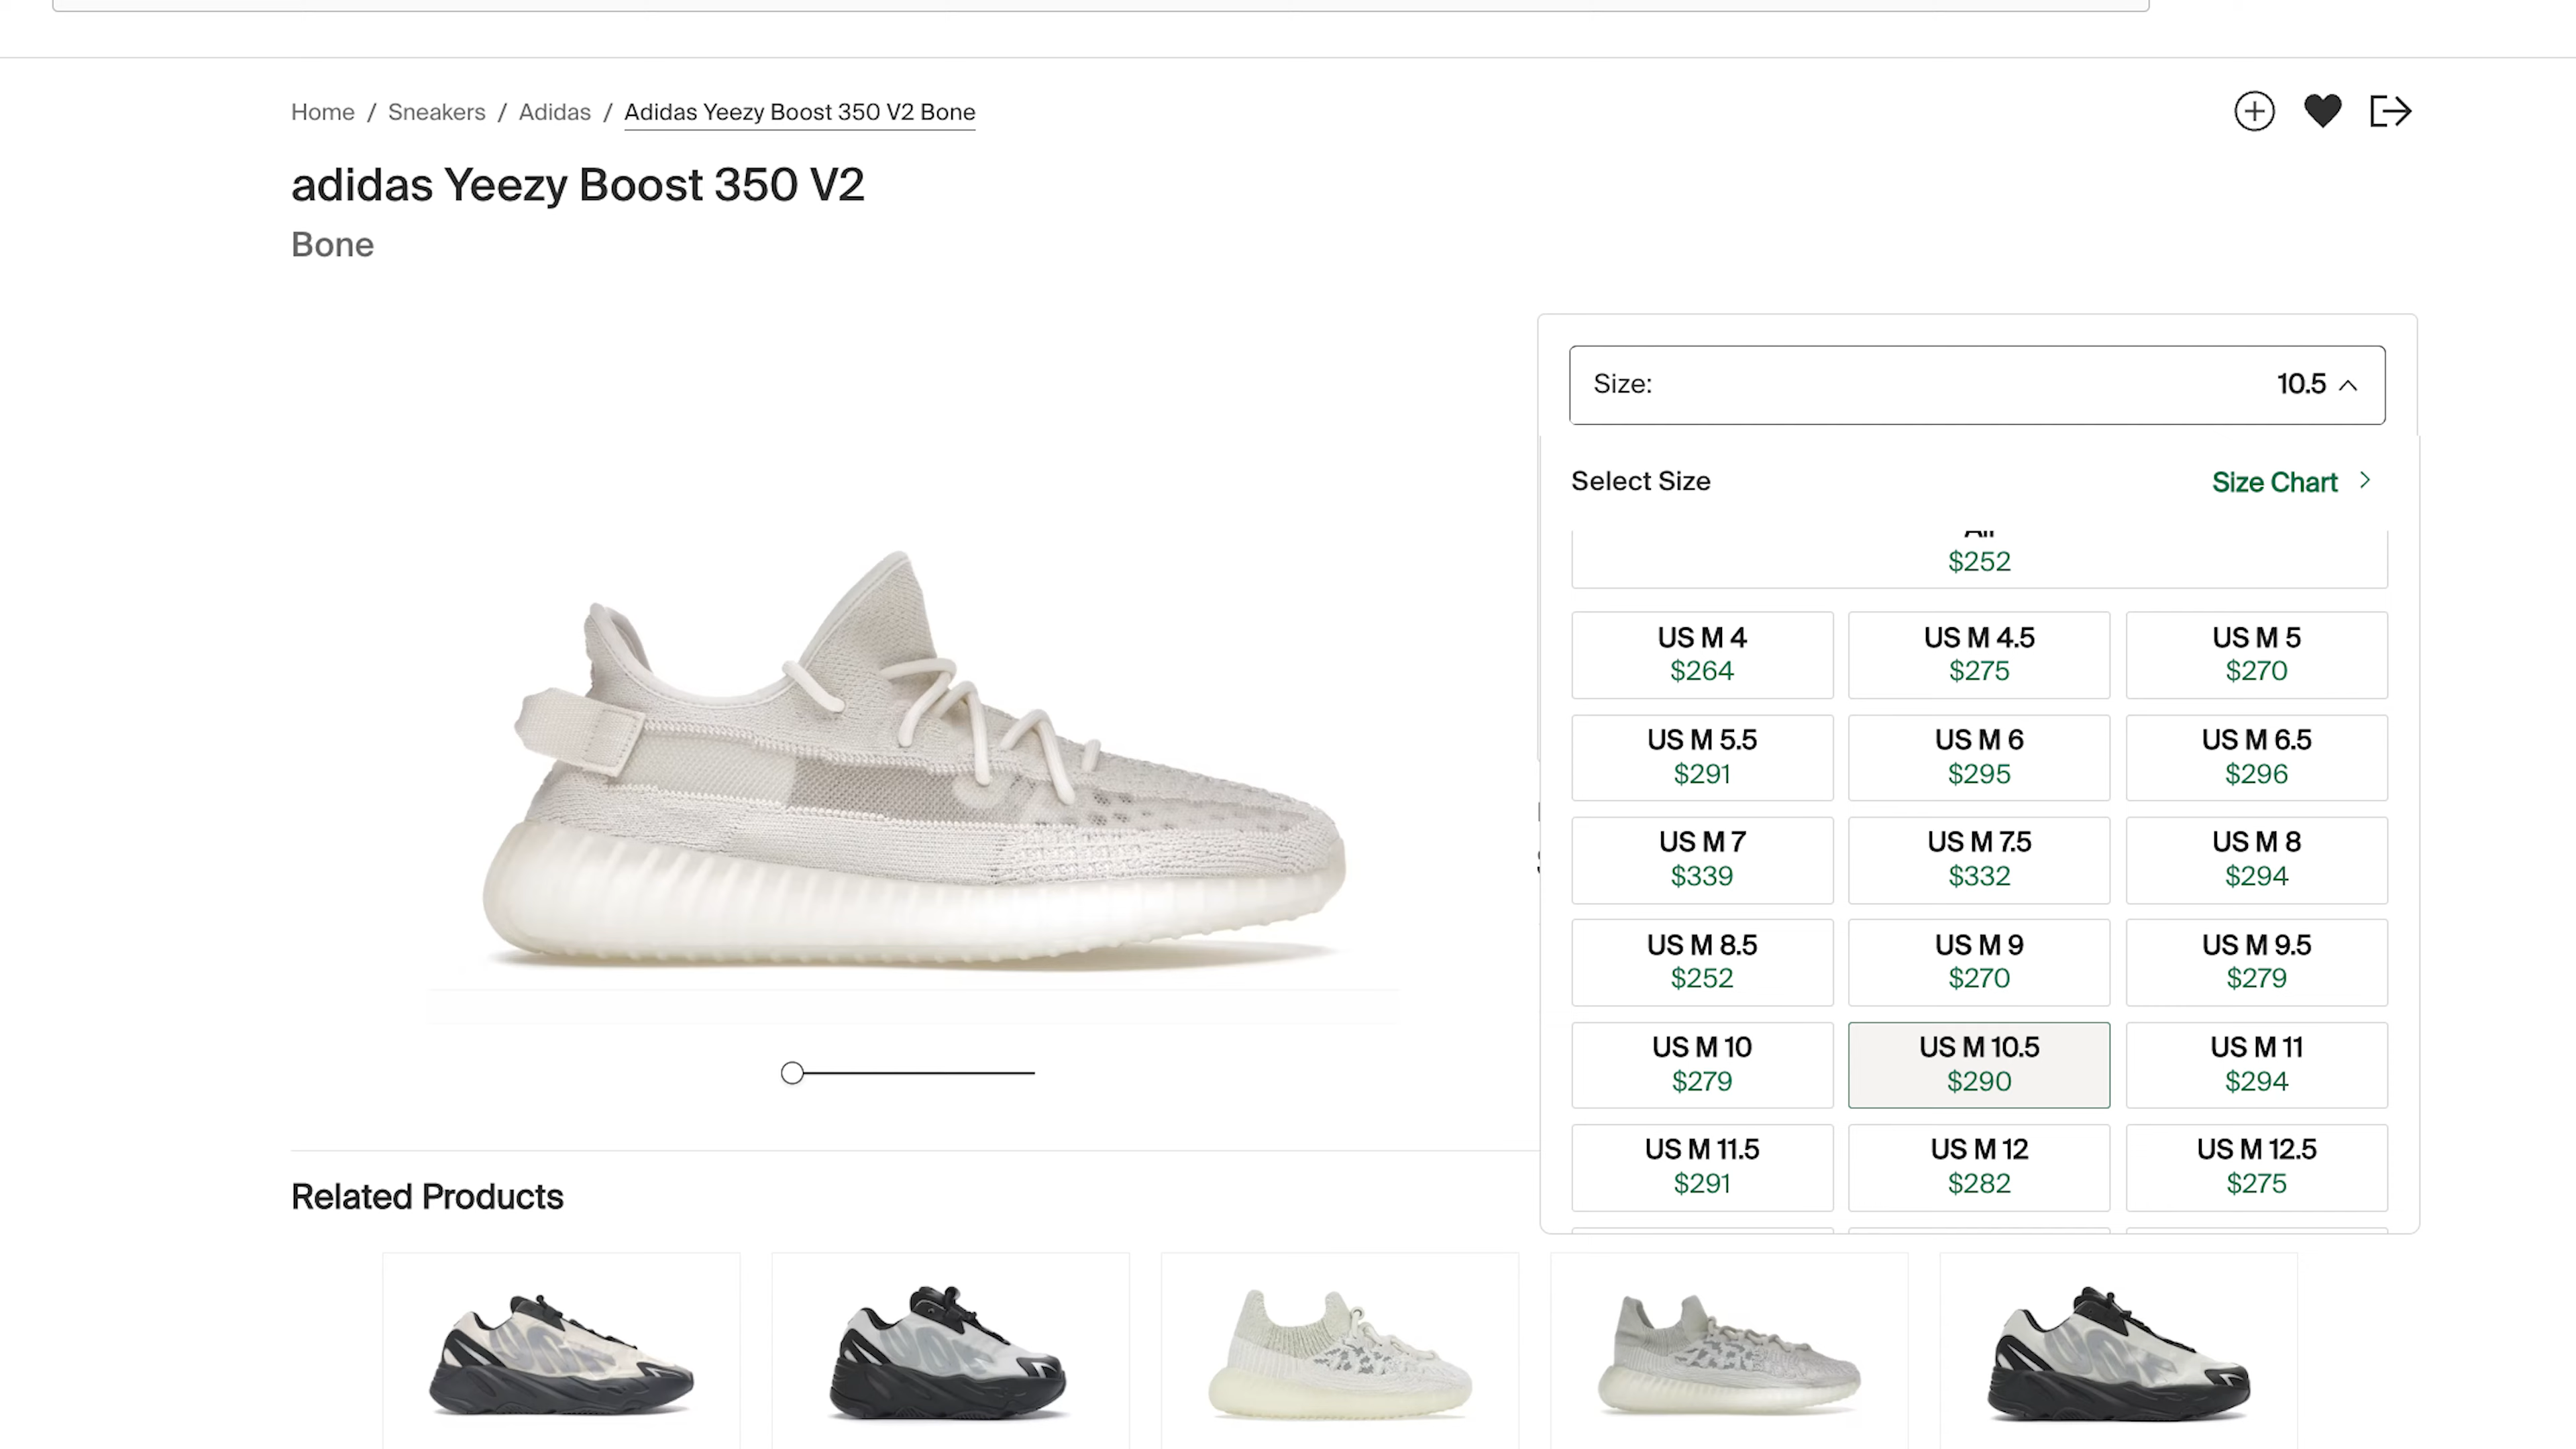 Home / Sneakers / Adidas / Adidas Yeezy Boost 350 V2 Bone
adidas Yeezy Boost 350 V2
Bone
Size: 10.5
Select Size Size Chart
All
$252
US M 4 US M 4.5 US M 5
$264 $275 $270
US M 5.5 US M 6 US M 6.5
$291 $295 $296
US M 7 US M 7.5 US M 8
$339 $332 $294
US M 8.5 US M 9 US M 9.5
$252 $270 $279
US M 10 US M 10.5 US M 11
$279 $290 $294
US M 11.5 US M 12 US M 12.5
$291 $282 $275
Related Products